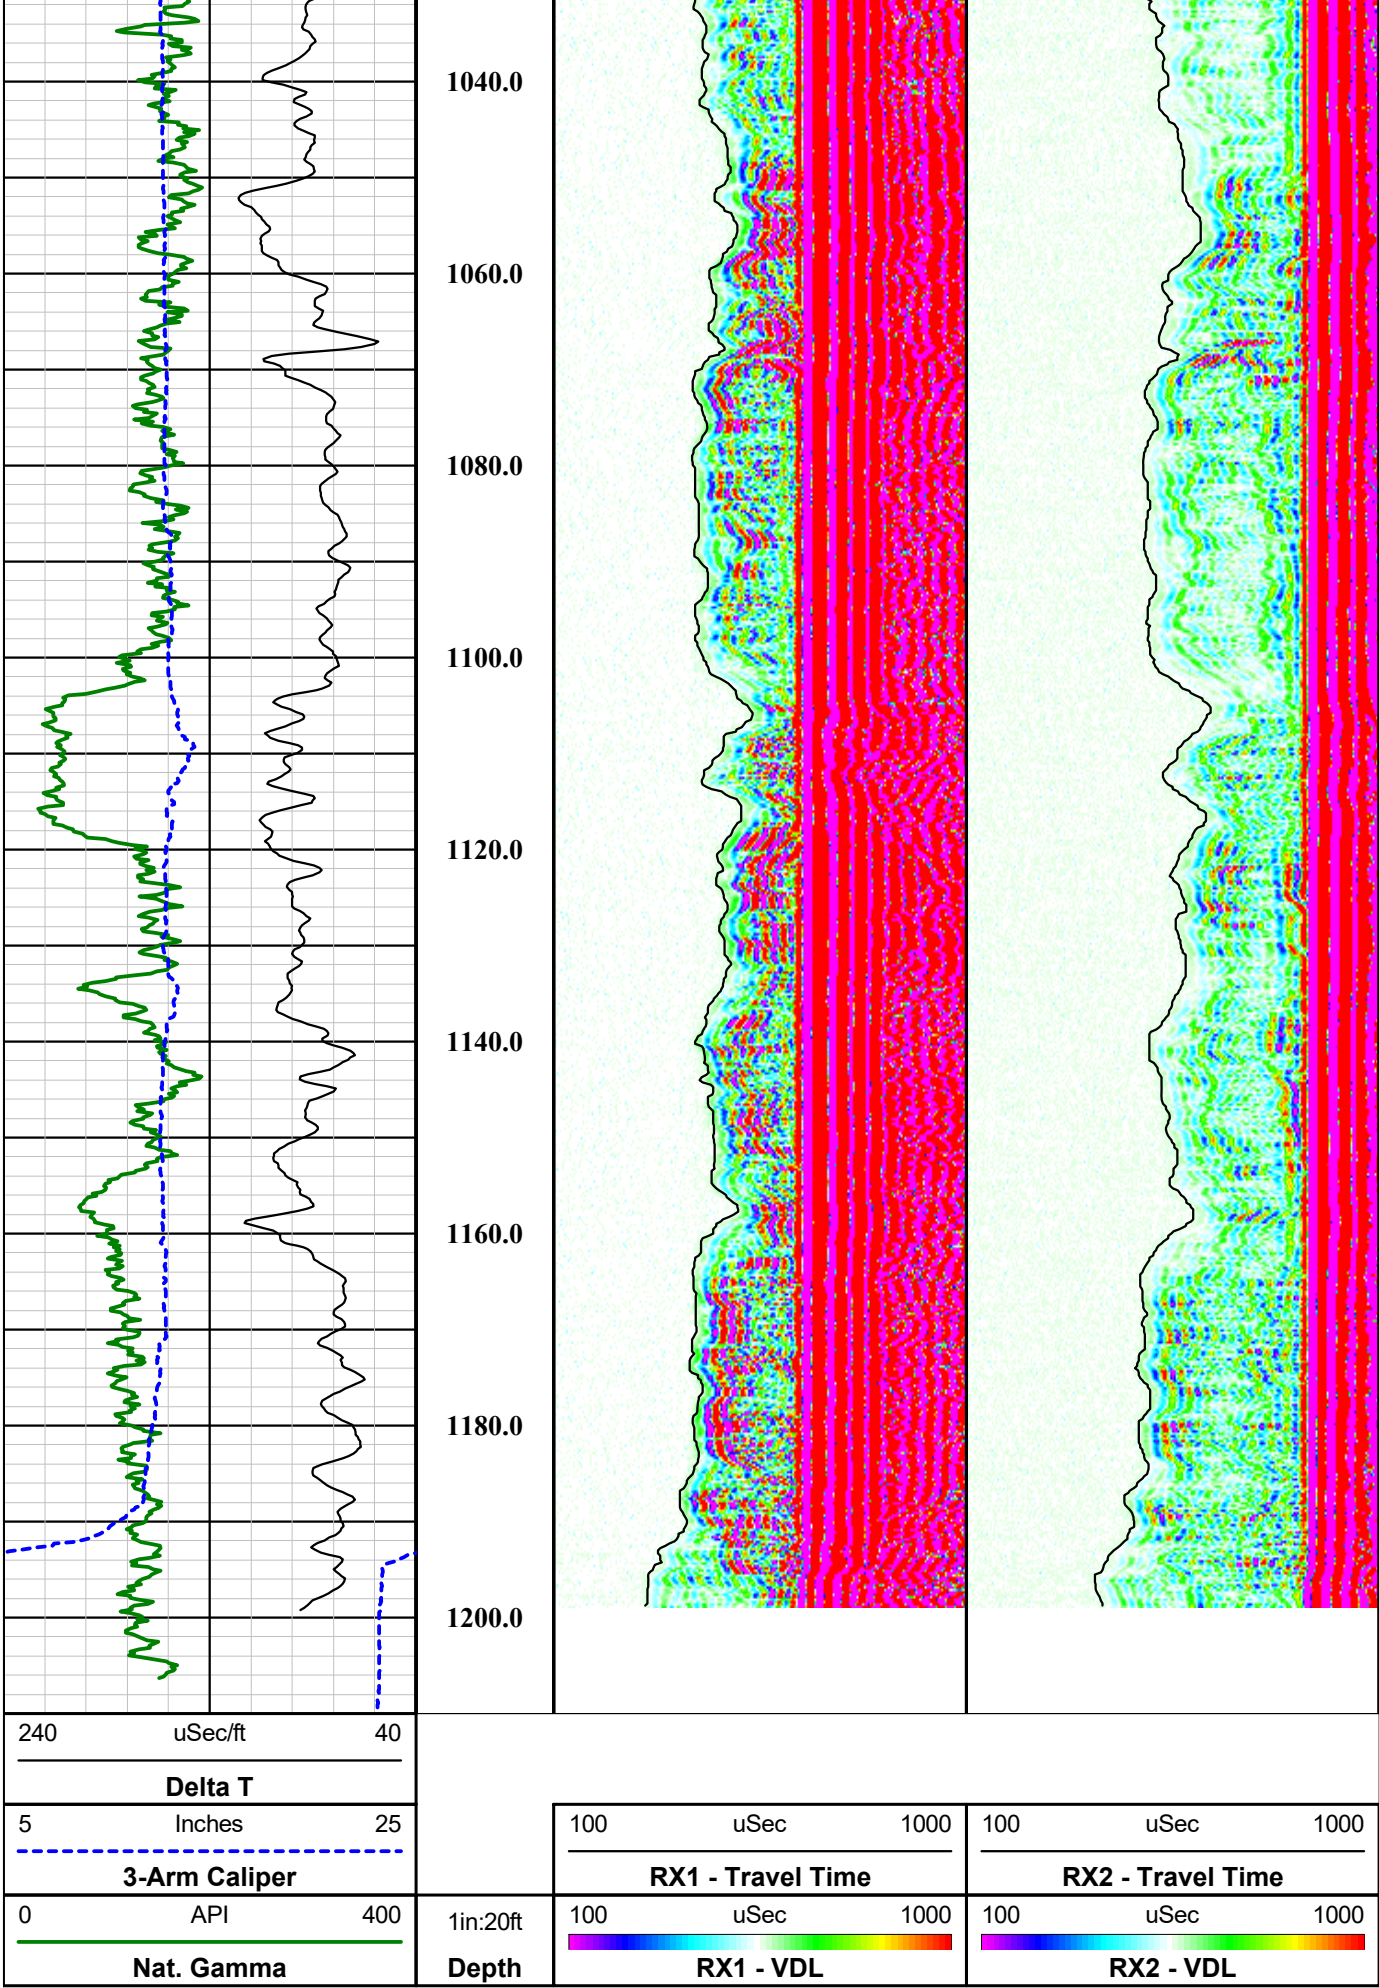 1040.0
1060.0
1080.0
1100.0
1120.0
1140.0
1160.0
1180.0
1200.0
240 uSec/ft 40
Delta T
5 Inches 25
3-Arm Caliper
0 API 400
Nat. Gamma
1in:20ft
Depth
100 uSec 1000
RX1 - Travel Time
100 uSec 1000
RX1 - VDL
100 uSec 1000
RX2 - Travel Time
100 uSec 1000
RX2 - VDL